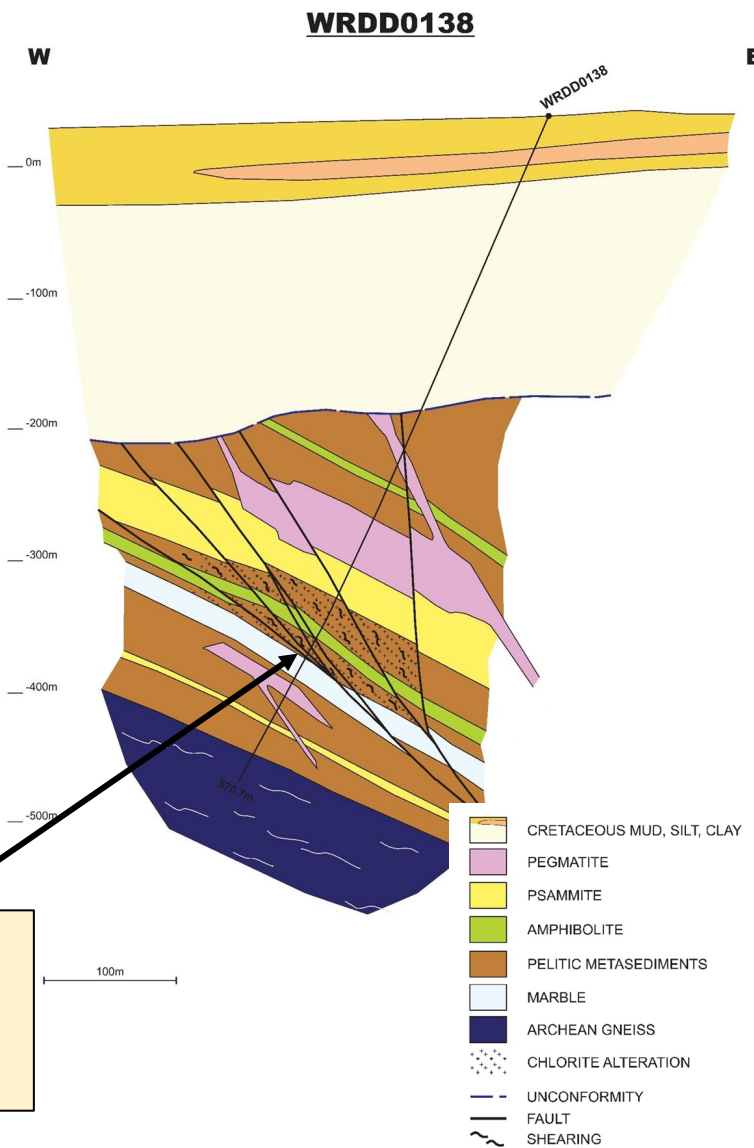 WRDD0138
W
E
WRDD0138
0m
-100m
-200m
-300m
-400m
570.7m
-500m
100m
CRETACEOUS MUD, SILT, CLAY
PEGMATITE
PSAMMITE
AMPHIBOLITE
PELITIC METASEDIMENTS
MARBLE
ARCHEAN GNEISS
CHLORITE ALTERATION
UNCONFORMITY
FAULT
SHEARING